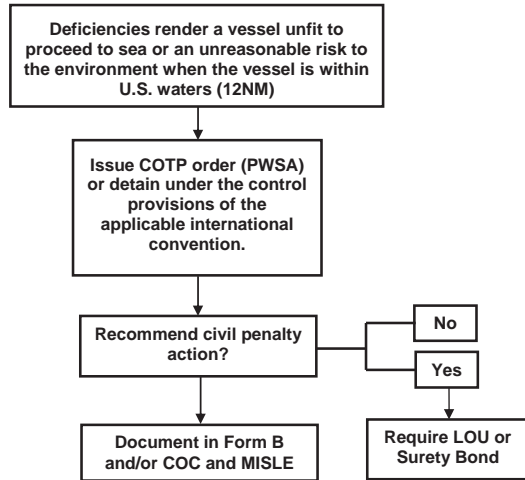 Deficiencies render a vessel unfit to
proceed to sea or an unreasonable risk to
the environment when the vessel is within
U.S. waters (12NM)
Issue COTP order (PWSA)
or detain under the control
provisions of the
applicable international
convention.
Recommend civil penalty
action?
No
Yes
Document in Form B
and/or COC and MISLE
Require LOU or
Surety Bond